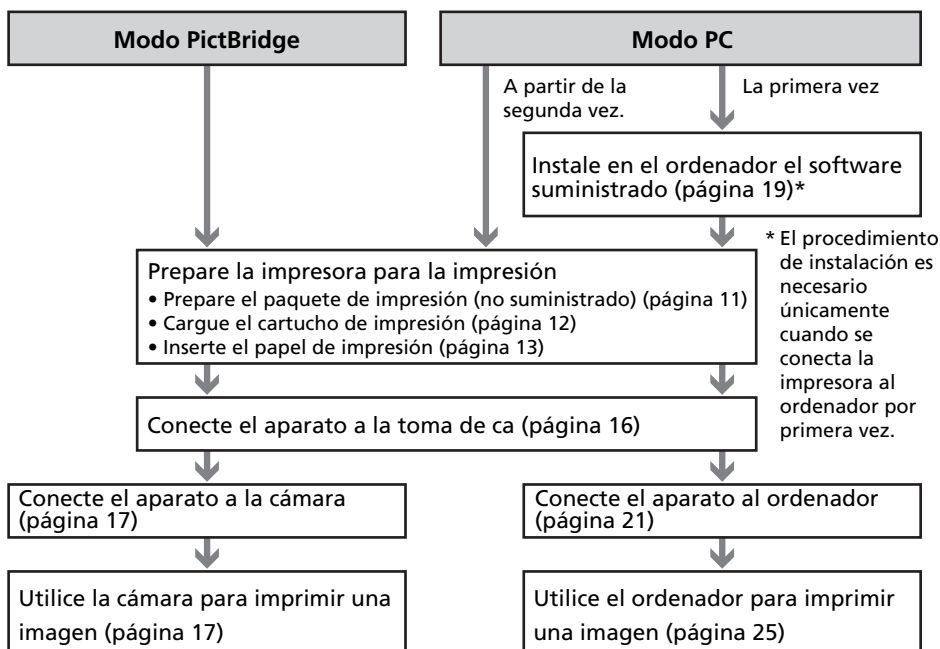 Modo PictBridge
Modo PC
A partir de la
segunda vez.
La primera vez
Instale en el ordenador el software
suministrado (página 19)*
* El procedimiento
de instalación es
necesario
únicamente
cuando se
conecta la
impresora al
ordenador por
primera vez.
Prepare la impresora para la impresión
• Prepare el paquete de impresión (no suministrado) (página 11)
• Cargue el cartucho de impresión (página 12)
• Inserte el papel de impresión (página 13)
Conecte el aparato a la toma de ca (página 16)
Conecte el aparato a la cámara
(página 17)
Conecte el aparato al ordenador
(página 21)
Utilice la cámara para imprimir una
imagen (página 17)
Utilice el ordenador para imprimir
una imagen (página 25)